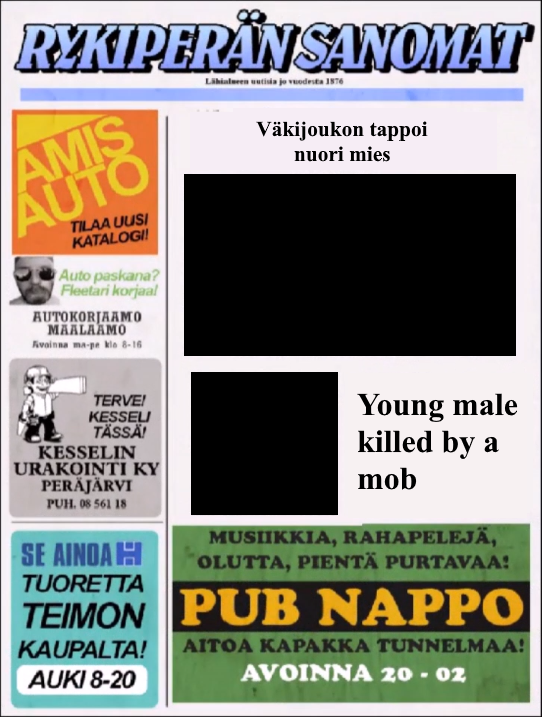 RYKIPERÄN SANOMAT
Lähialueen uutisia jo vuodesta 1876
AMIS
AUTO
TILAA UUSI
KATALOGI!
Auto paskana?
Fleetari korjaa!
AUTOKORJAAMO
MAALAAMO
Avoinna ma-pe klo 8-16
TERVE!
KESSELI
TÄSSÄ!
KESSELIN
URAKOINTI KY
PERÄJÄRVI
PUH. 08 561 18
SE AINOA H
TUORETTA
TEIMON
KAUPALTA!
AUKI 8-20
Väkijoukon tappoi
nuori mies
Young male
killed by a
mob
MUSIIKKIA, RAHAPELEJÄ,
OLUTTA, PIENTÄ PURTAVAA!
PUB NAPPO
AITOA KAPAKKA TUNNELMAA!
AVOINNA 20 - 02